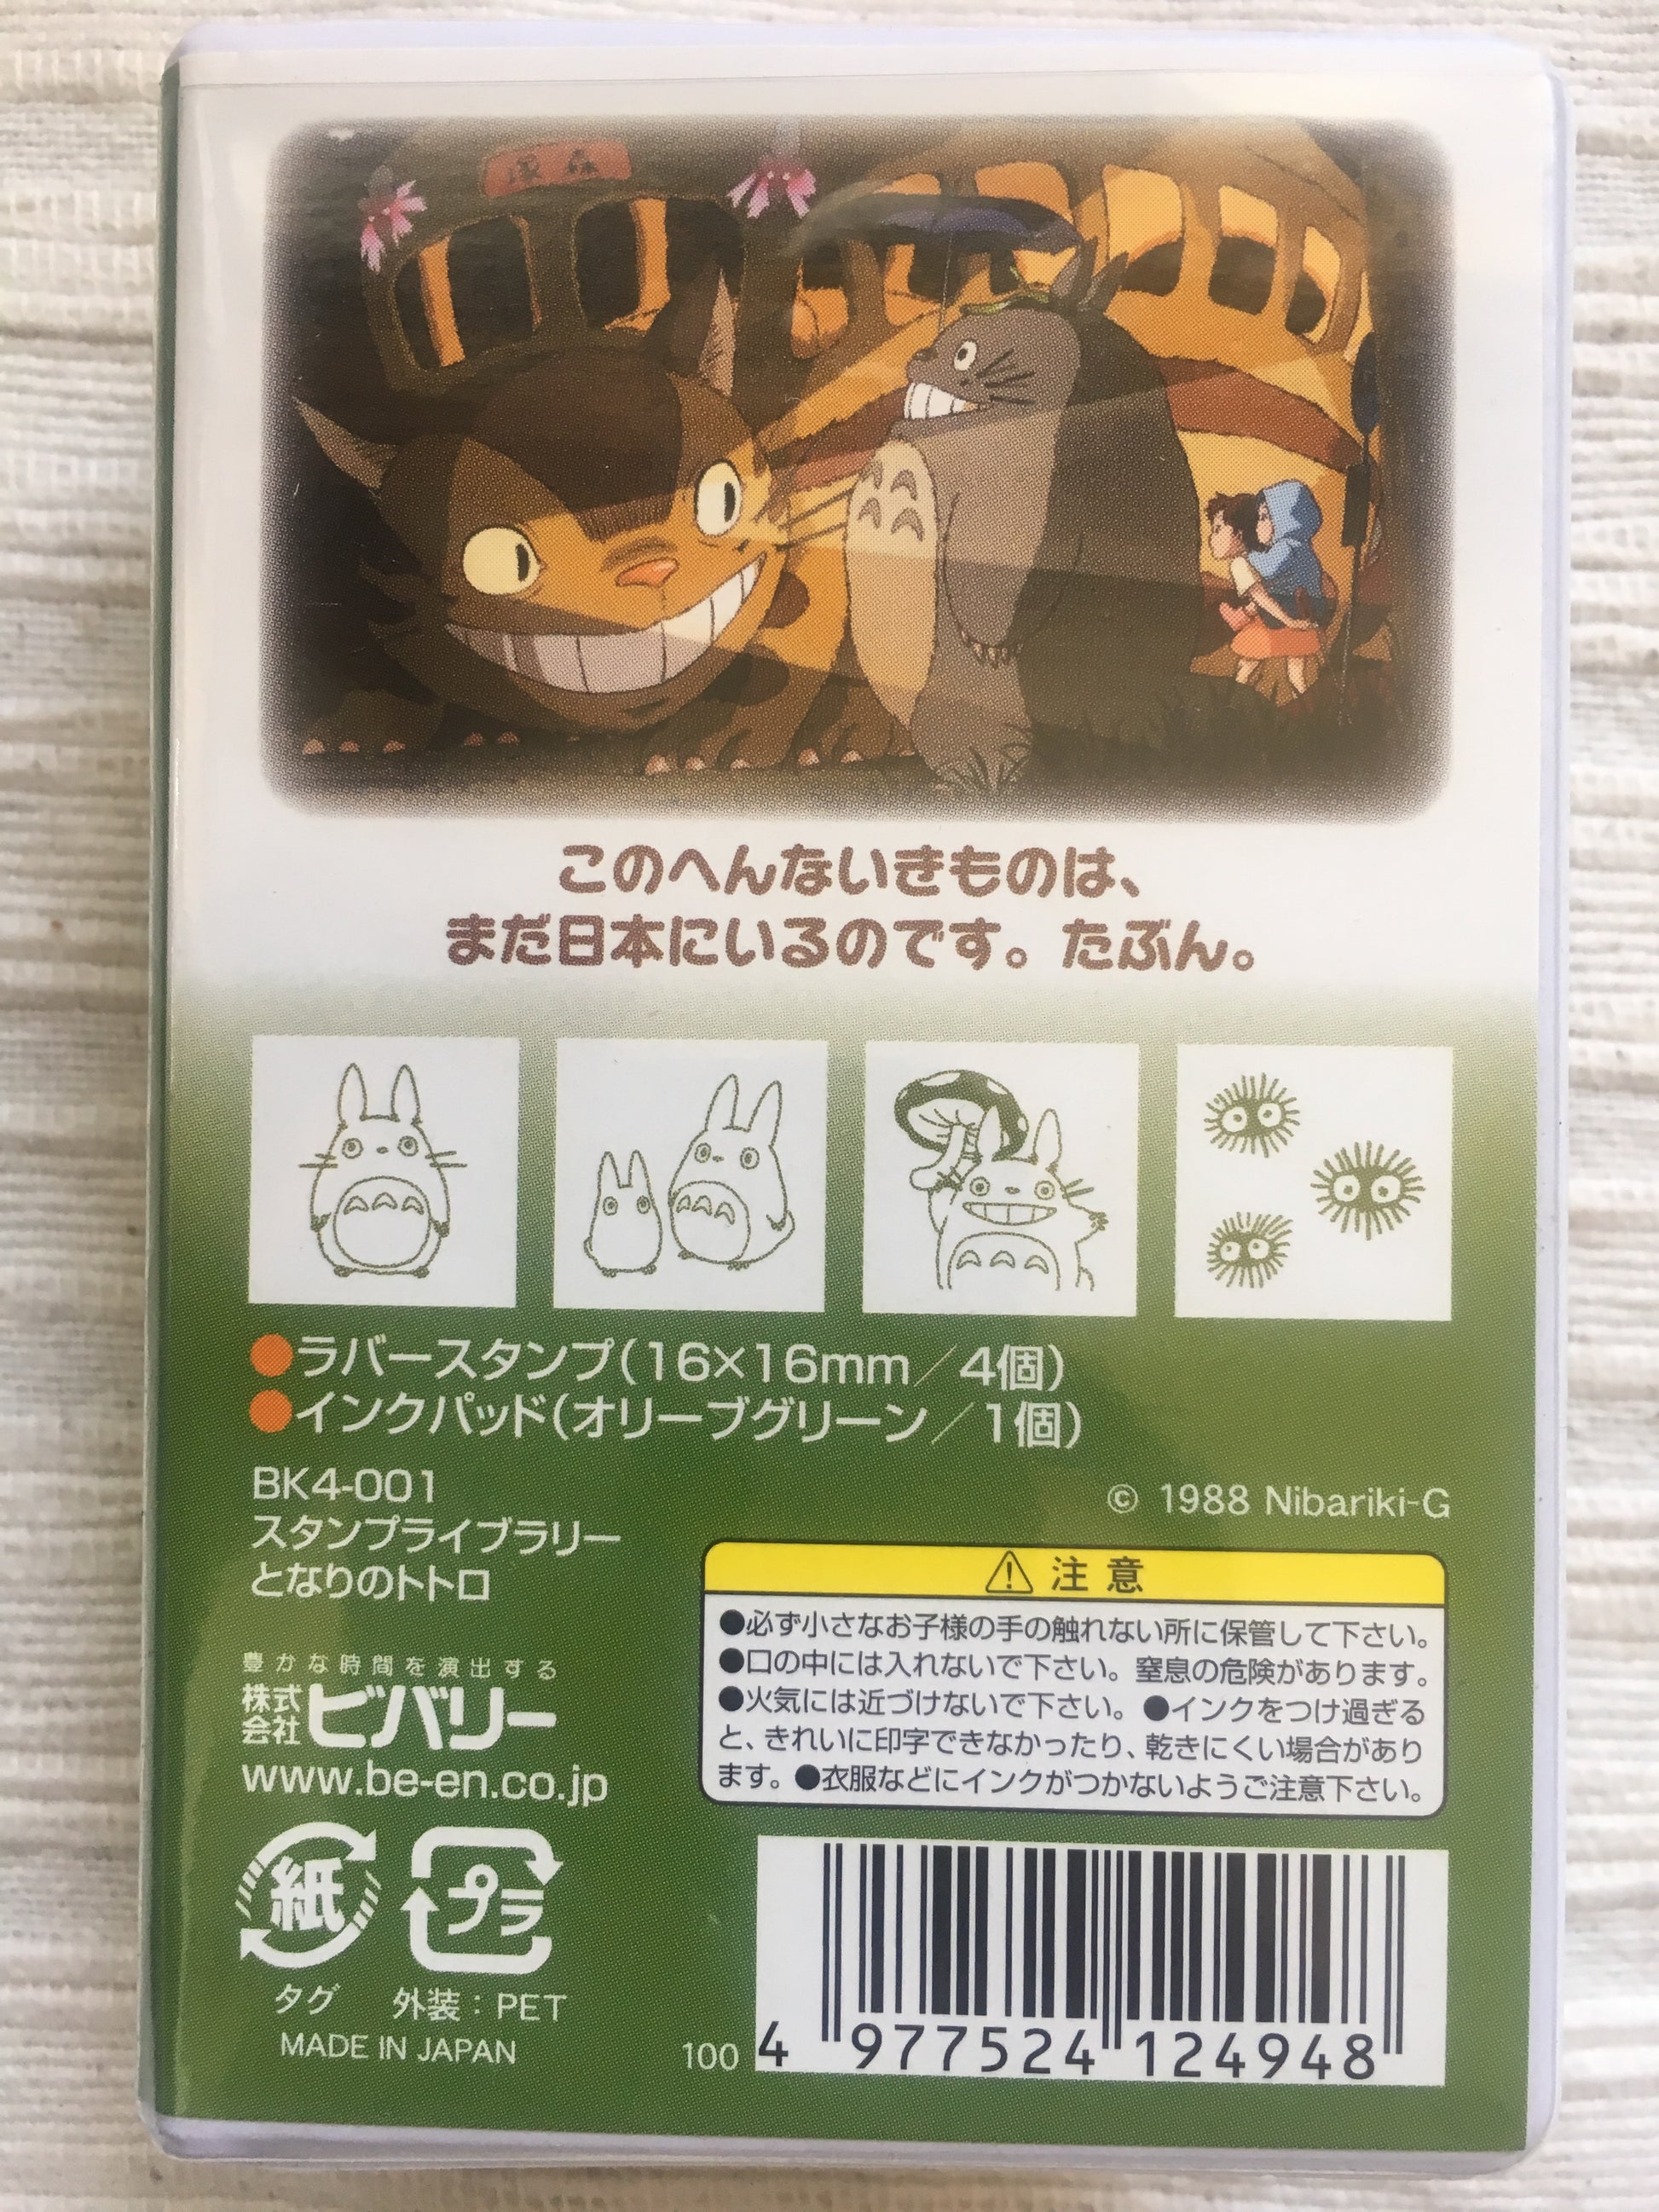 塚森
このへんないきものは、
まだ日本にいるのです。たぶん。
●ラバースタンプ(16×16mm／4個)
●インクパッド(オリーブグリーン／1個)
BK4-001
スタンプライブラリー
となりのトトロ
© 1988 Nibariki-G
豊かな時間を演出する
株式会社ビバリー
www.be-en.co.jp
⚠ 注意
●必ず小さなお子様の手の触れない所に保管して下さい。
●口の中には入れないで下さい。窒息の危険があります。
●火気には近づけないで下さい。●インクをつけ過ぎる
と、きれいに印字できなかったり、乾きにくい場合があり
ます。●衣服などにインクがつかないようご注意下さい。
紙 プラ
タグ 外装：PET
MADE IN JAPAN
100
4 977524 124948